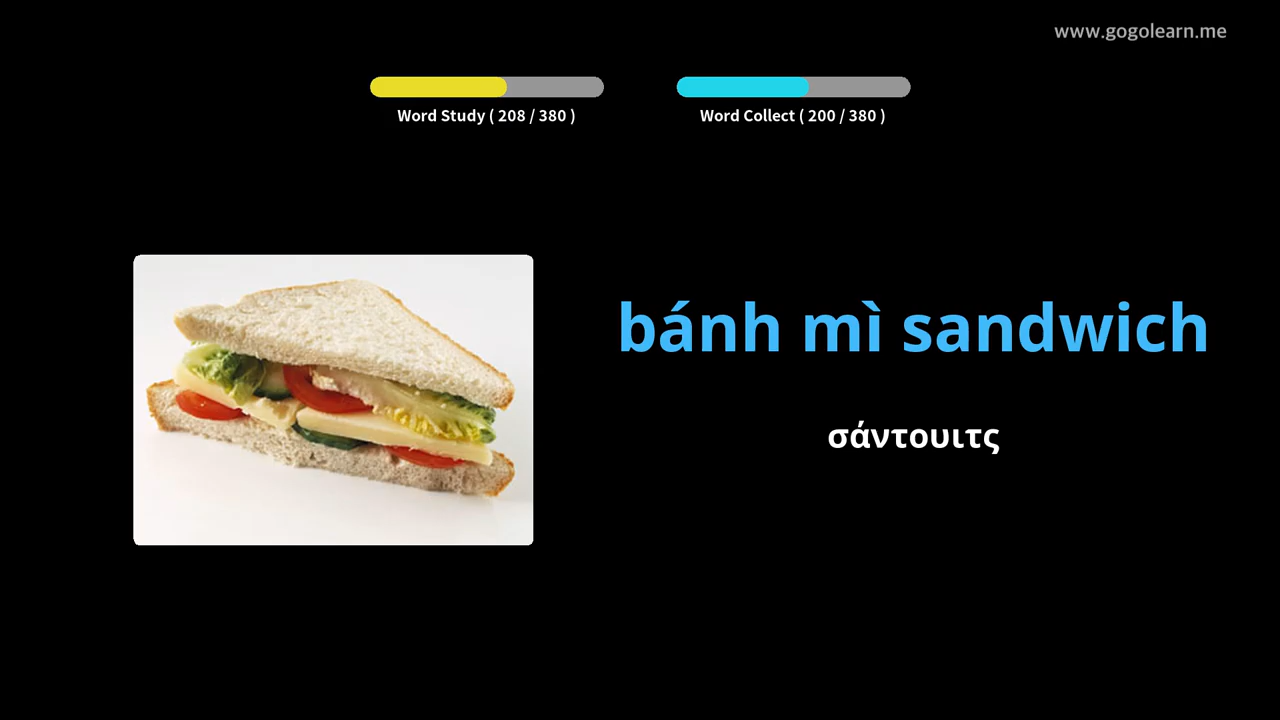 www.gogolearn.me
Word Study ( 208 / 380 )
Word Collect ( 200 / 380 )
bánh mì sandwich
σάντουιτς